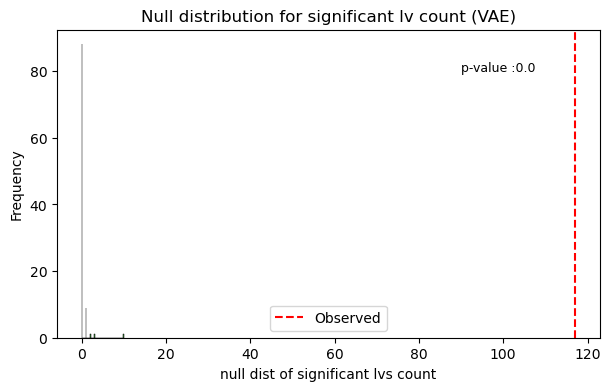 Null distribution for significant lv count (VAE)
80
60
40
20
0
Frequency
p-value :0.0
Observed
0 20 40 60 80 100 120
null dist of significant lvs count